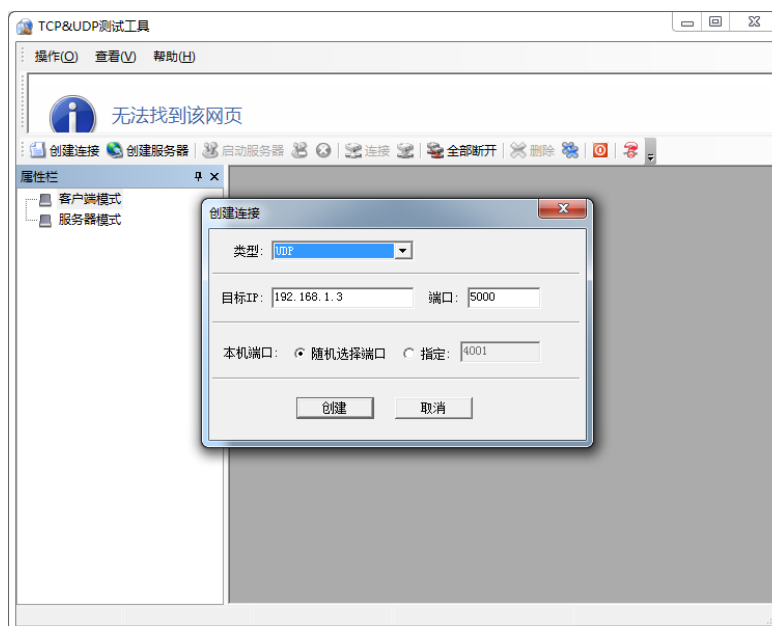 TCP&UDP测试工具
操作(O) 查看(V) 帮助(H)
无法找到该网页
创建连接 创建服务器 启动服务器 连接 全部断开 删除
属性栏
客户端模式
服务器模式
创建连接
类型: UDP
目标IP: 192.168.1.3 端口: 5000
本机端口: 随机选择端口 指定: 4001
创建 取消